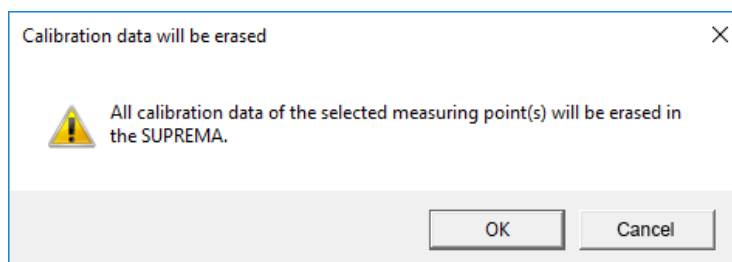 Calibration data will be erased
All calibration data of the selected measuring point(s) will be erased in
the SUPREMA.
OK
Cancel